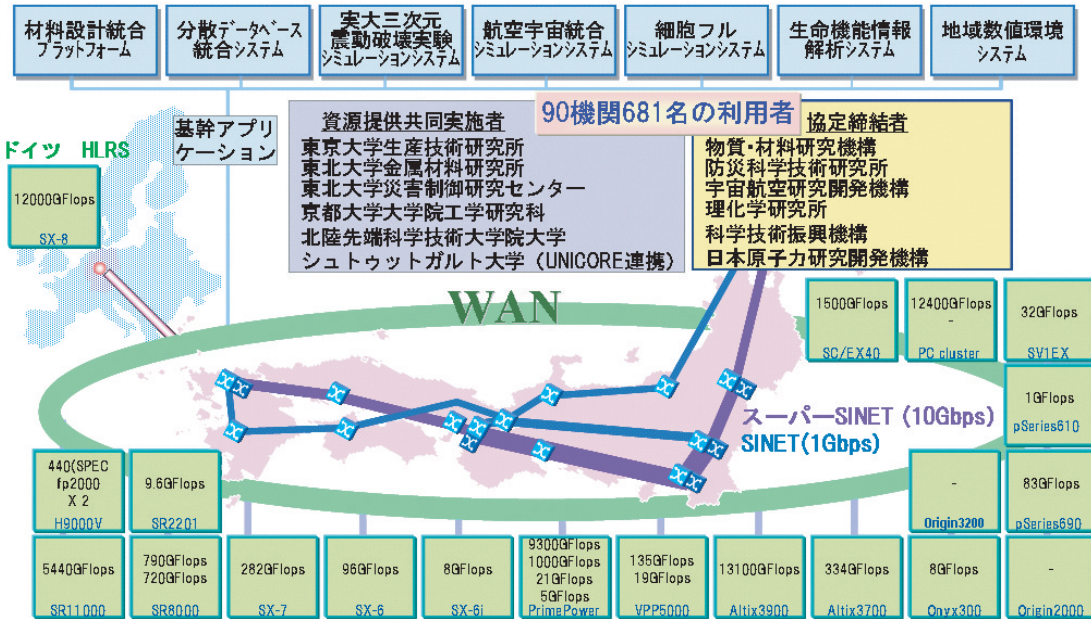 材料設計統合
プラットフォーム
分散データベース
統合システム
実大三次元
震動破壊実験
シミュレーションシステム
航空宇宙統合
シミュレーションシステム
細胞フル
シミュレーションシステム
生命機能情報
解析システム
地域数値環境
システム
基幹アプリ
ケーション
90機関681名の利用者
資源提供共同実施者
東京大学生産技術研究所
東北大学金属材料研究所
東北大学災害制御研究センター
京都大学大学院工学研究科
北陸先端科学技術大学院大学
シュトゥットガルト大学（UNICORE連携）
協定締結者
物質・材料研究機構
防災科学技術研究所
宇宙航空研究開発機構
理化学研究所
科学技術振興機構
日本原子力研究開発機構
ドイツ HLRS
12000GFlops
SX-8
WAN
1500GFlops
SC/EX40
12400GFlops
-
PC cluster
32GFlops
SV1EX
1GFlops
pSeries610
スーパーSINET (10Gbps)
SINET(1Gbps)
440(SPEC
fp2000
X 2
H9000V
9.6GFlops
SR2201
-
Origin3200
83GFlops
pSeries690
5440GFlops
SR11000
790GFlops
720GFlops
SR8000
282GFlops
SX-7
96GFlops
SX-6
8GFlops
SX-6i
9300GFlops
1000GFlops
21GFlops
5GFlops
PrimePower
135GFlops
19GFlops
VPP5000
13100GFlops
Altix3900
334GFlops
Altix3700
8GFlops
Onyx300
-
Origin2000